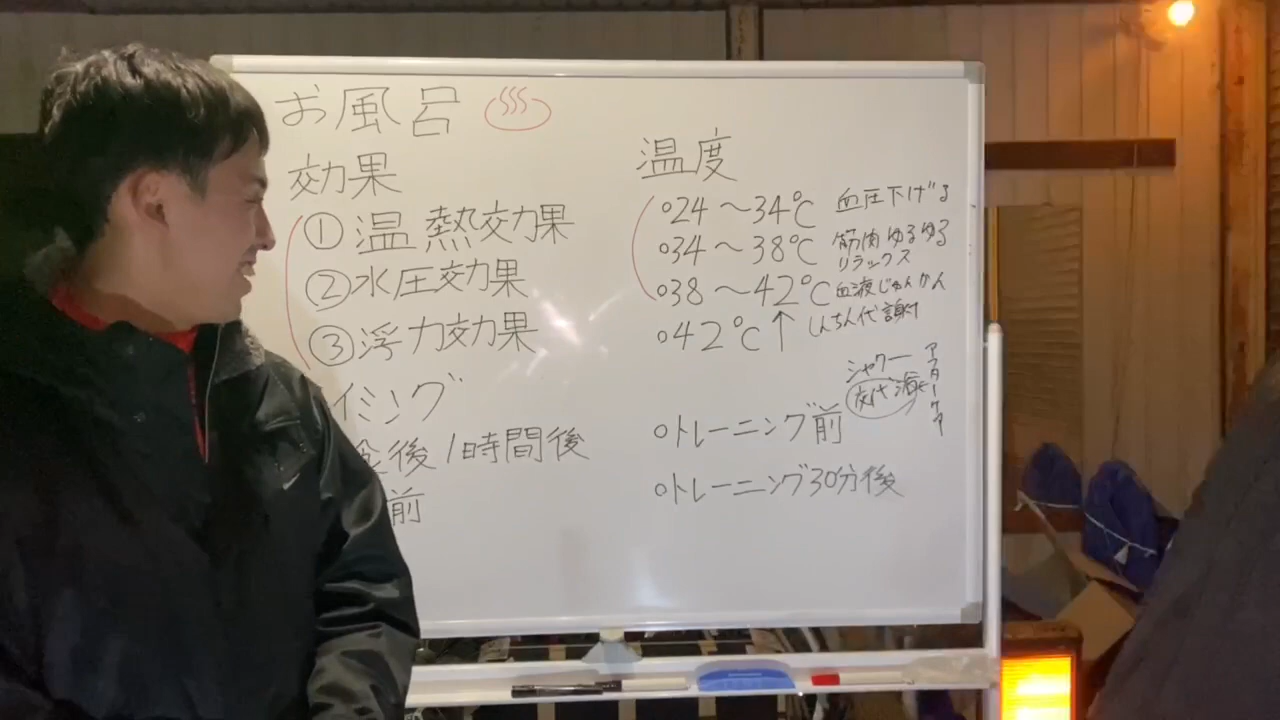 お風呂
効果
①温熱効果
②水圧効果
③浮力効果
イミング
食後1時間後
前
温度
○24〜34℃ 血圧下げる
○34〜38℃ 筋肉ゆるゆる
リラックス
○38〜42℃ 血液じゅんかん
○42℃↑ しんちん代謝
シャワー
交代浴
アフターケア
○トレーニング前
○トレーニング30分後